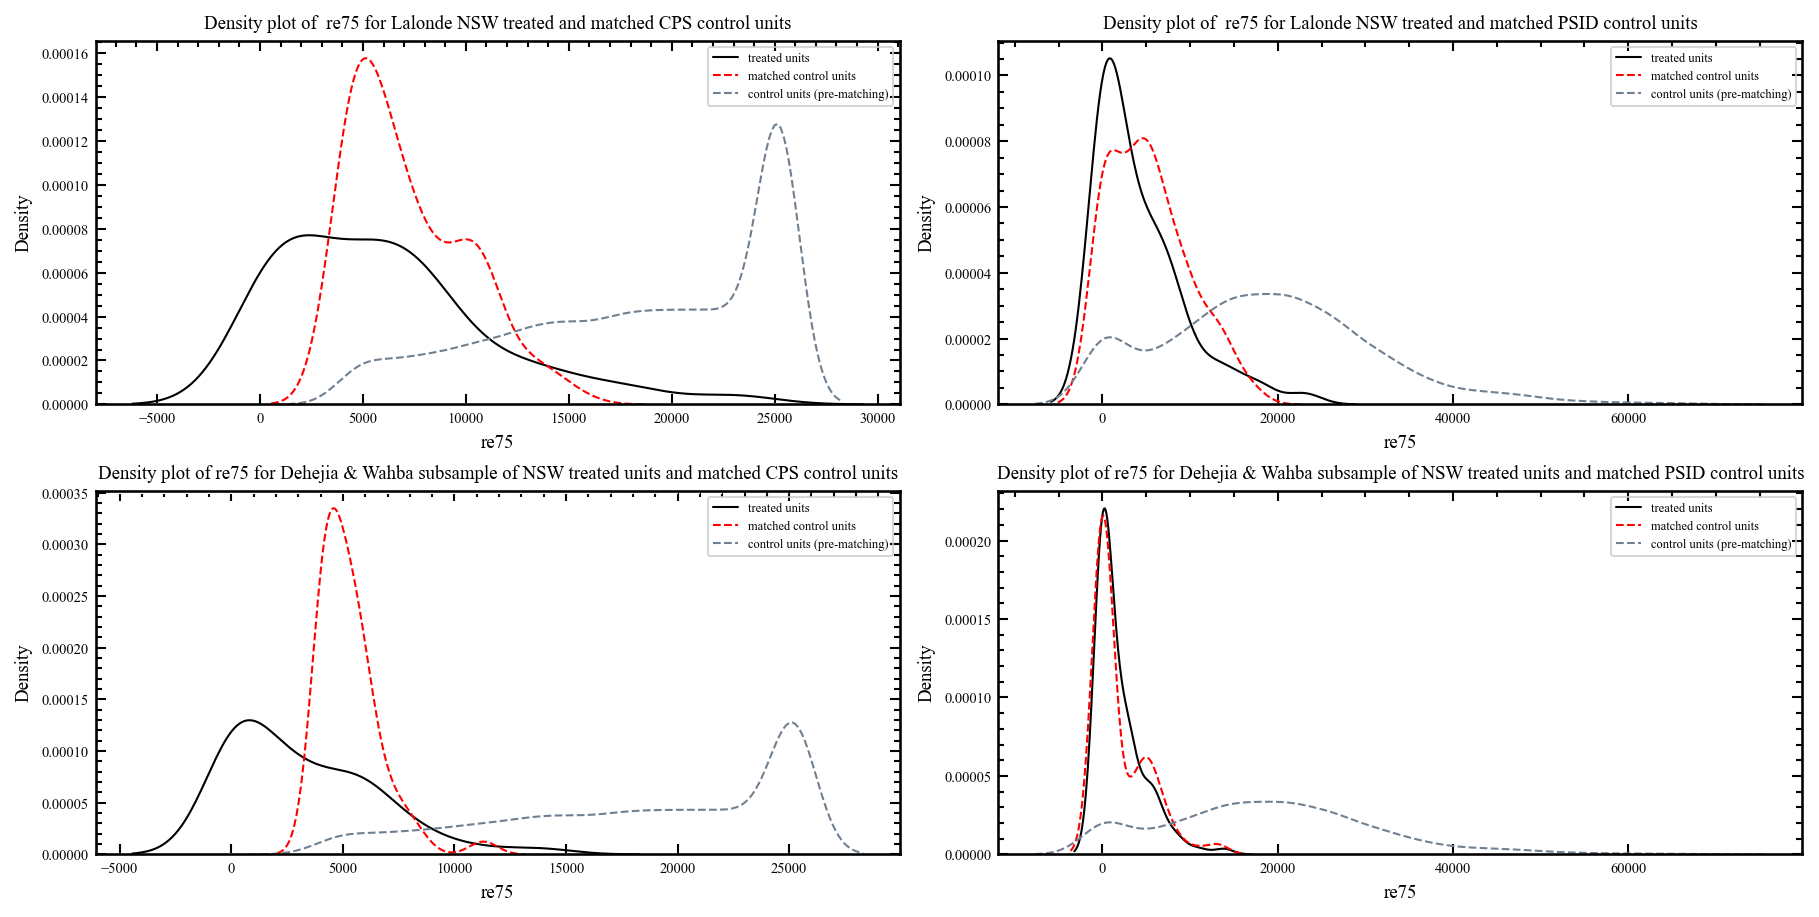 Density plot of  re75 for Lalonde NSW treated and matched CPS control units
Density
0.00016
0.00014
0.00012
0.00010
0.00008
0.00006
0.00004
0.00002
0.00000
treated units
matched control units
control units (pre-matching)
−5000 0 5000 10000 15000 20000 25000 30000
re75
Density plot of  re75 for Lalonde NSW treated and matched PSID control units
Density
0.00010
0.00008
0.00006
0.00004
0.00002
0.00000
treated units
matched control units
control units (pre-matching)
0 20000 40000 60000
re75
Density plot of re75 for Dehejia & Wahba subsample of NSW treated units and matched CPS control units
Density
0.00035
0.00030
0.00025
0.00020
0.00015
0.00010
0.00005
0.00000
treated units
matched control units
control units (pre-matching)
−5000 0 5000 10000 15000 20000 25000
re75
Density plot of re75 for Dehejia & Wahba subsample of NSW treated units and matched PSID control units
Density
0.00020
0.00015
0.00010
0.00005
0.00000
treated units
matched control units
control units (pre-matching)
0 20000 40000 60000
re75